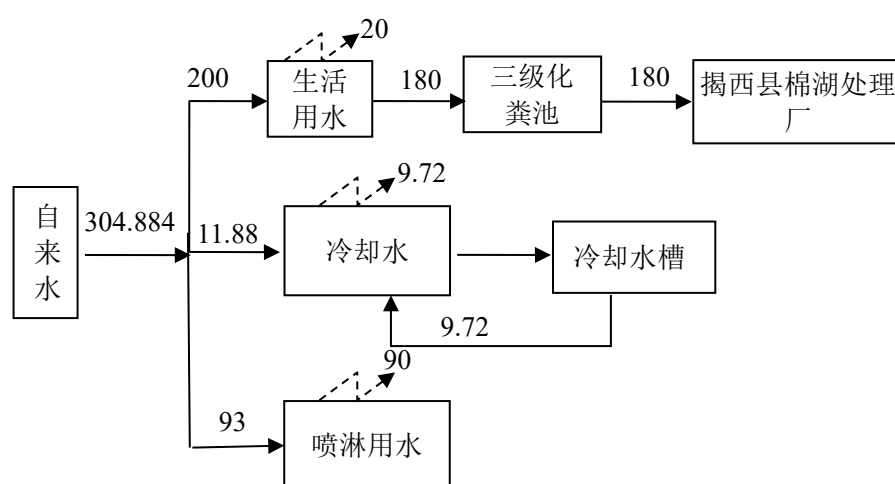 20
200
生活
用水
180
三级化
粪池
180
揭西县棉湖处理
厂
自
来
水
304.884
11.88
9.72
冷却水
冷却水槽
9.72
90
93
喷淋用水